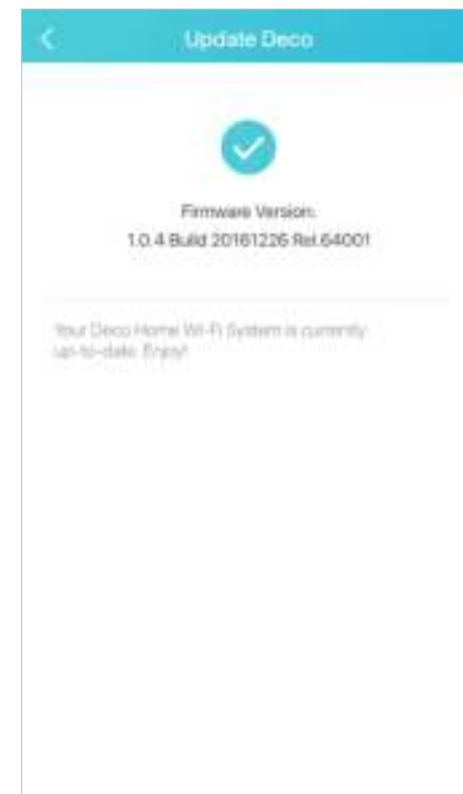 Update Deco
Firmware Version:
1.0.4 Build 20161226 Rel.64001
Your Deco Home Wi-Fi System is currently
up-to-date. Enjoy!